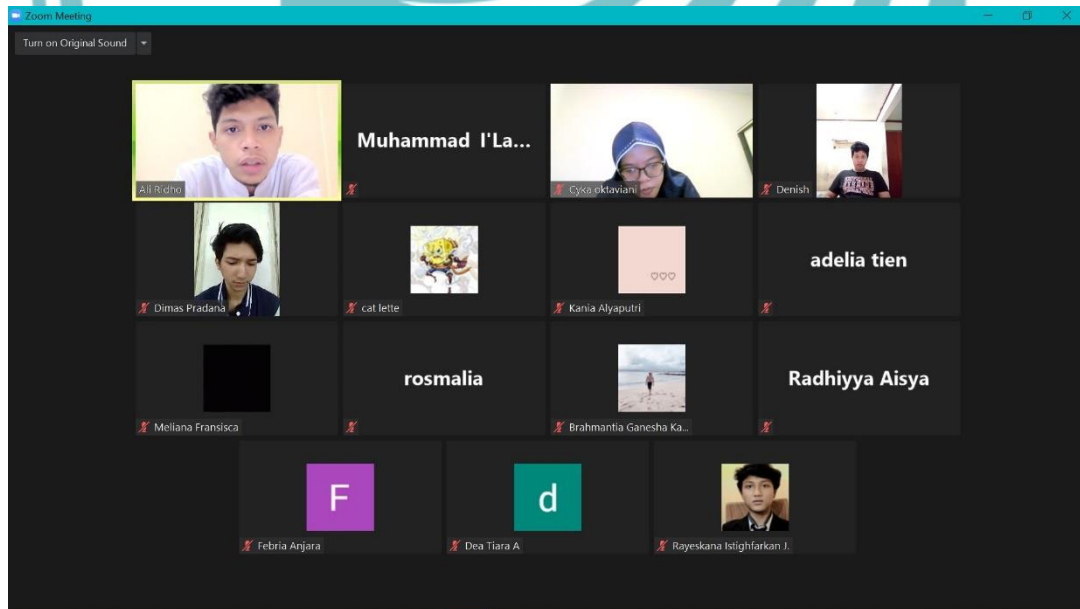 Zoom Meeting
Turn on Original Sound
Ali Ridho
Muhammad I'La...
Cyka oktaviani
Denish
Dimas Pradana
cat lette
Kania Alyaputri
adelia tien
Meliana Fransisca
rosmalia
Brahmantia Ganesha Ka...
Radhiyya Aisya
F
Febria Anjara
d
Dea Tiara A
Rayeskana Istighfarkan J.